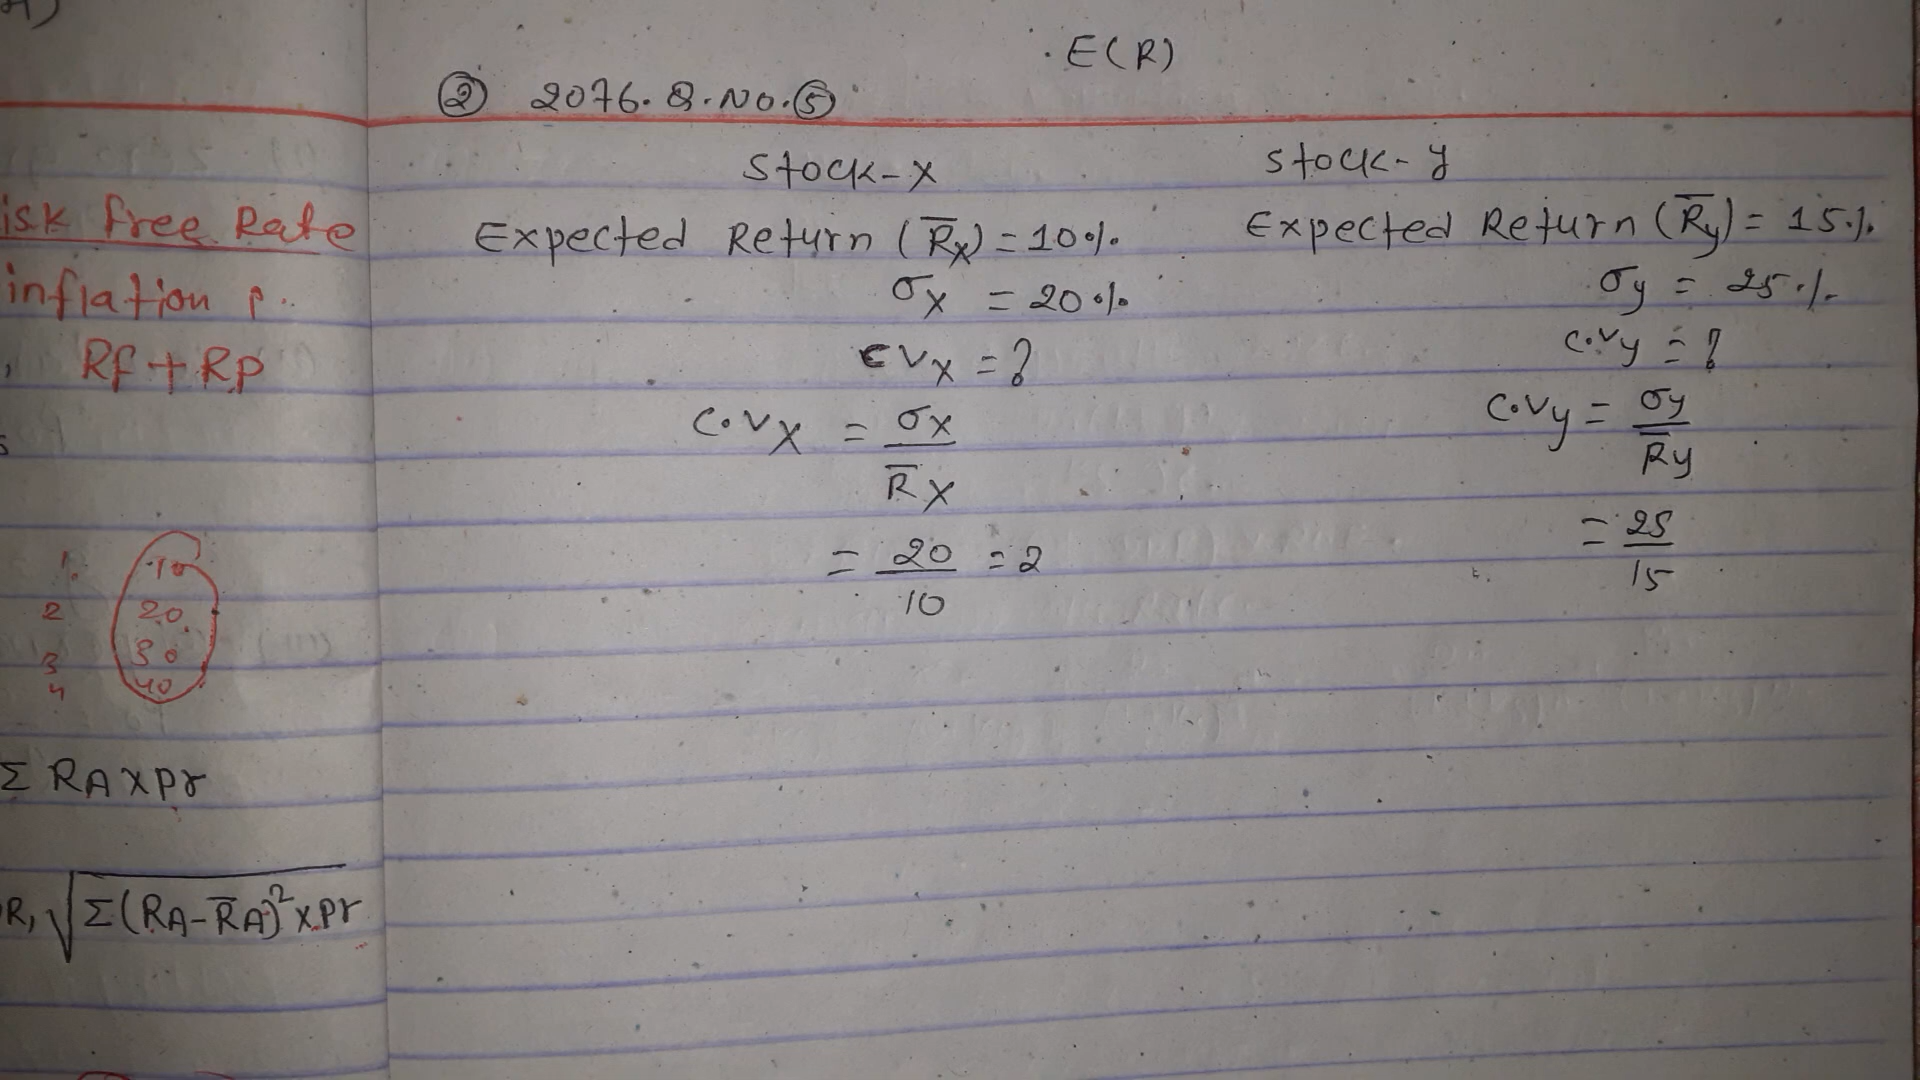 . E(R)
② 2076. Q.No.⑤
Stock-X
Expected Return (R̅x) = 10%
σx = 20%
CVx = ?
C.Vx = σx
R̅x
= 20 = 2
10
Stock-y
Expected Return (R̅y) = 15%
σy = 25%
C.Vy = ?
C.Vy = σy
R̅y
= 25
15
isk free Rate
inflation P..
Rf + RP
1.
10
2 20
3 30
4 40
Σ RA x Pr
R, √Σ(RA-R̅A)² x Pr